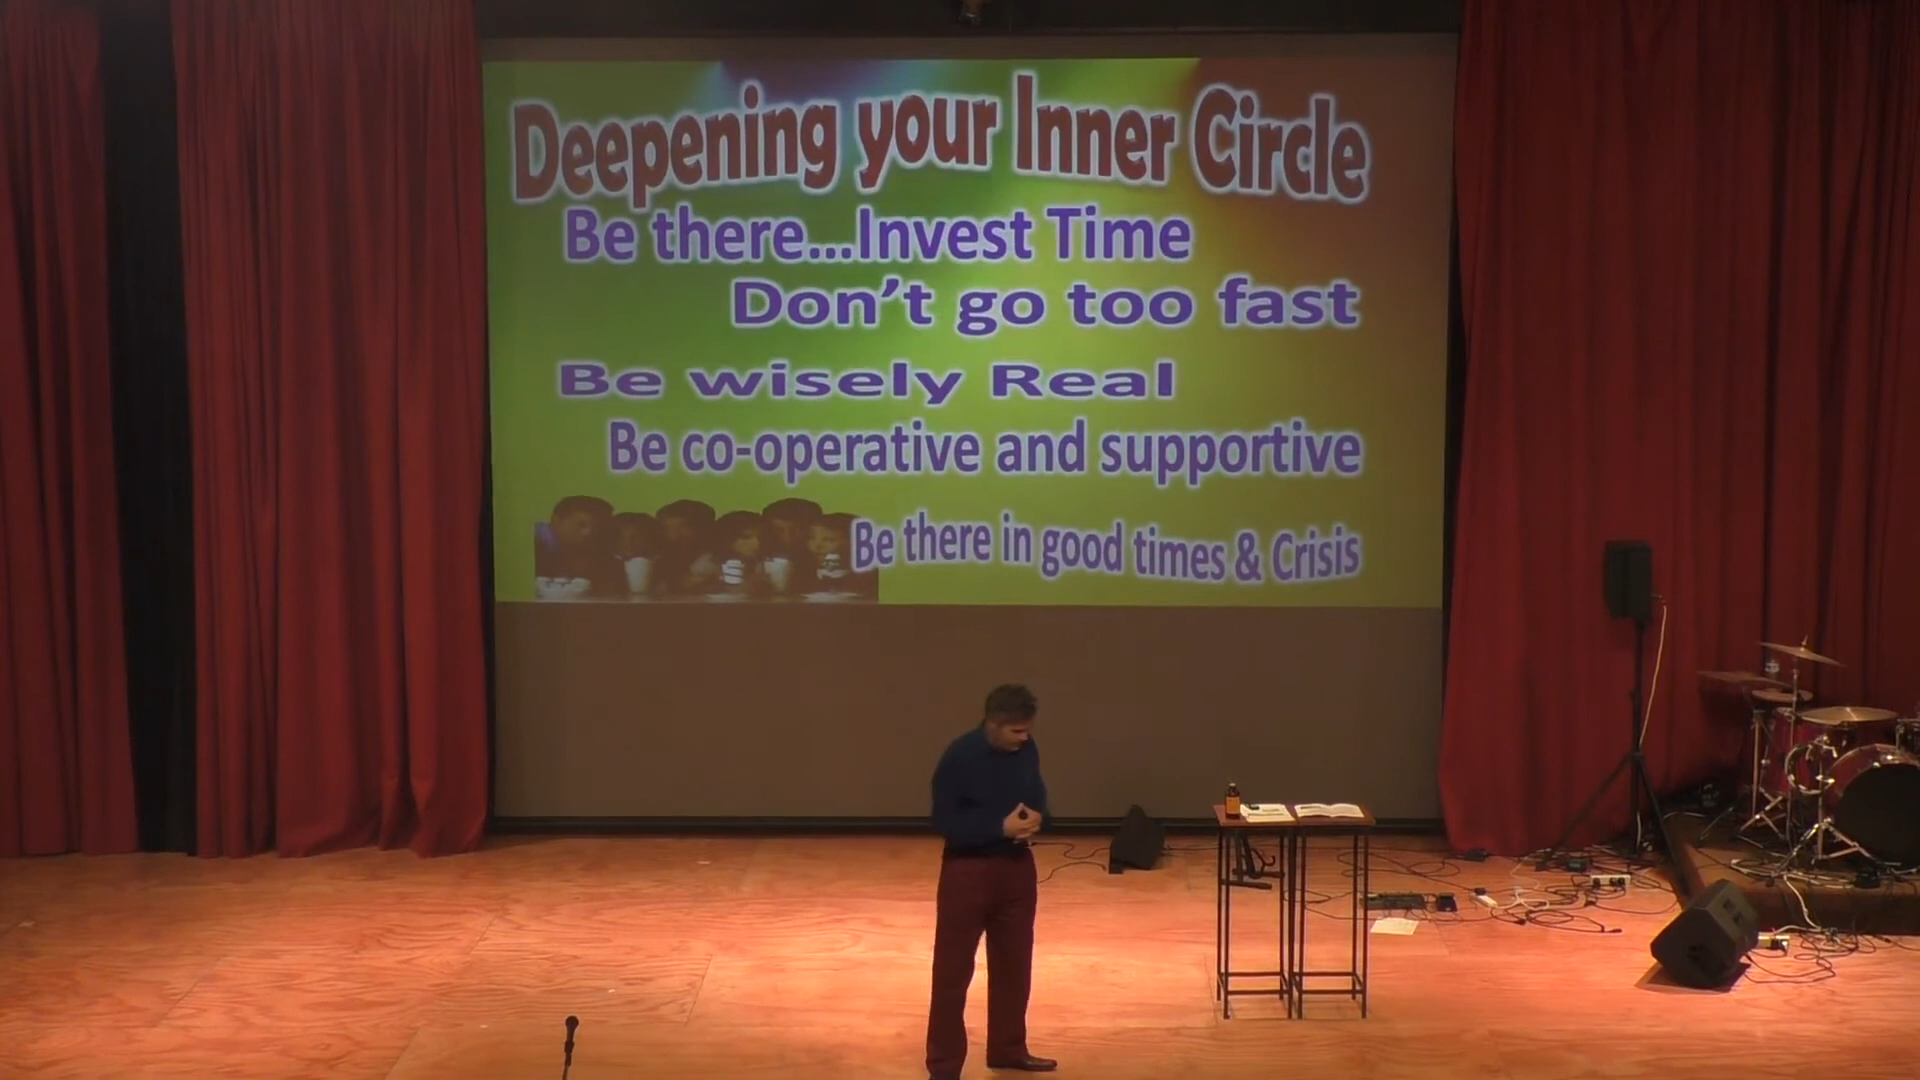 Deepening your Inner Circle
Be there...Invest Time
Don't go too fast
Be wisely Real
Be co-operative and supportive
Be there in good times & Crisis